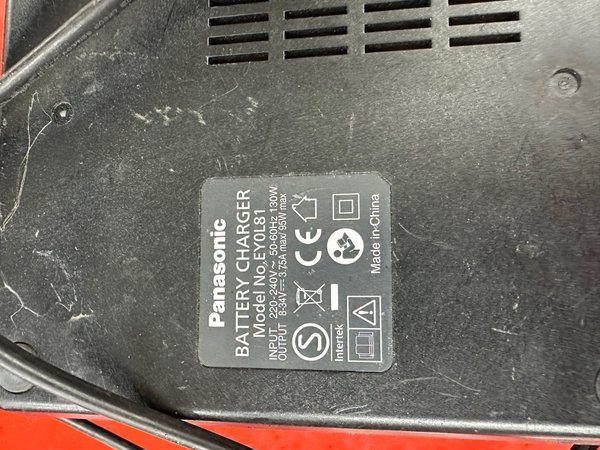 Panasonic
BATTERY CHARGER
Model No.EY0L81
INPUT 220-240V~ 50-60Hz 130W
OUTPUT 8-34V⎓ 3.75A max/ 95W max
S
CE
Intertek
Made in China